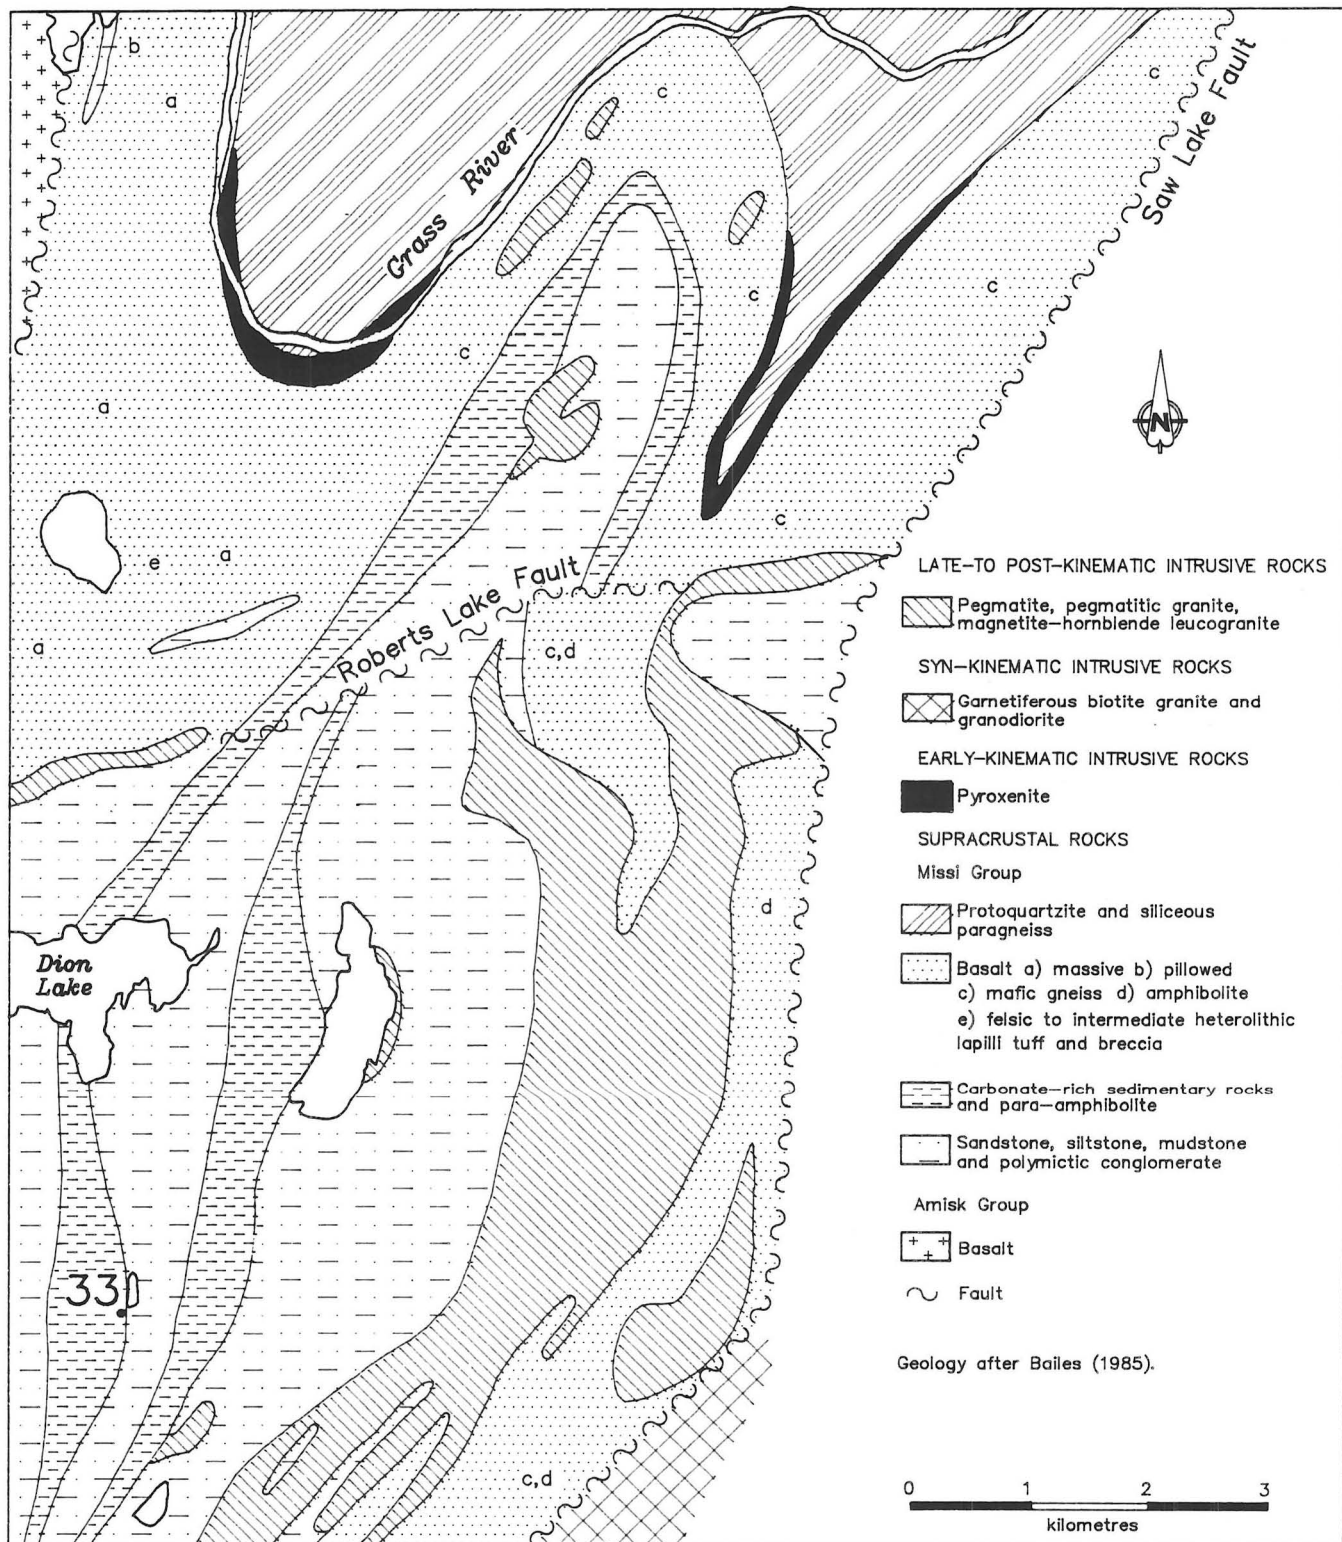 b
a
c
c
Saw Lake Fault
Grass River
c
c
c
a
N
c
e
a
a
Roberts Lake Fault
c,d
d
Dion
Lake
33
c,d
LATE-TO POST-KINEMATIC INTRUSIVE ROCKS
Pegmatite, pegmatitic granite,
magnetite-hornblende leucogranite
SYN-KINEMATIC INTRUSIVE ROCKS
Garnetiferous biotite granite and
granodiorite
EARLY-KINEMATIC INTRUSIVE ROCKS
Pyroxenite
SUPRACRUSTAL ROCKS
Missi Group
Protoquartzite and siliceous
paragneiss
Basalt a) massive b) pillowed
c) mafic gneiss d) amphibolite
e) felsic to intermediate heterolithic
lapilli tuff and breccia
Carbonate-rich sedimentary rocks
and para-amphibolite
Sandstone, siltstone, mudstone
and polymictic conglomerate
Amisk Group
Basalt
Fault
Geology after Bailes (1985).
0 1 2 3
kilometres